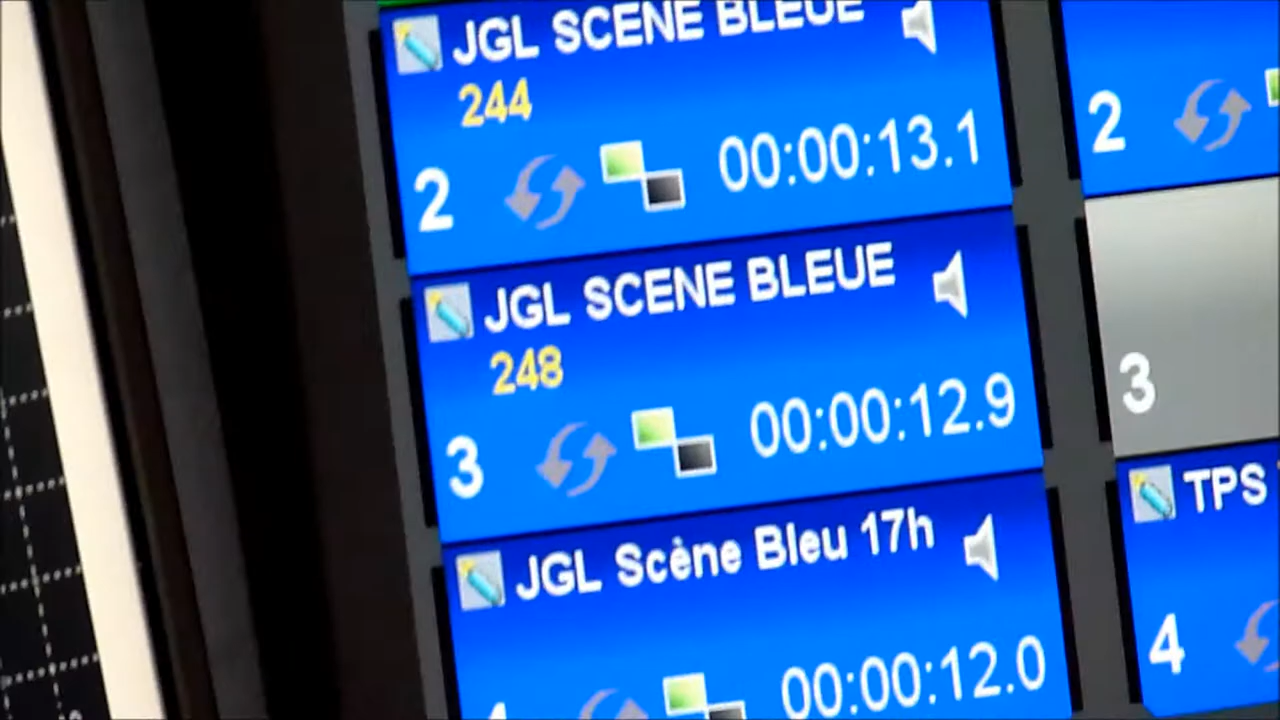 JGL SCENE BLEUE
244
2
00:00:13.1
JGL SCENE BLEUE
248
3
00:00:12.9
JGL Scène Bleu 17h
00:00:12.0
2
3
TPS
4